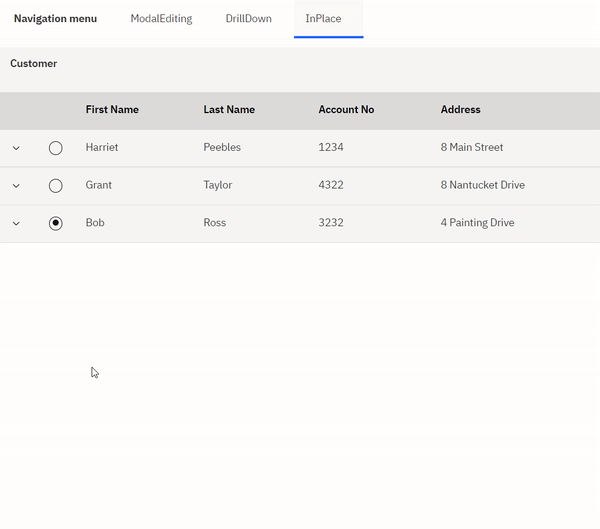 Navigation menu ModalEditing DrillDown InPlace
Customer
First Name Last Name Account No Address
Harriet Peebles 1234 8 Main Street
Grant Taylor 4322 8 Nantucket Drive
Bob Ross 3232 4 Painting Drive